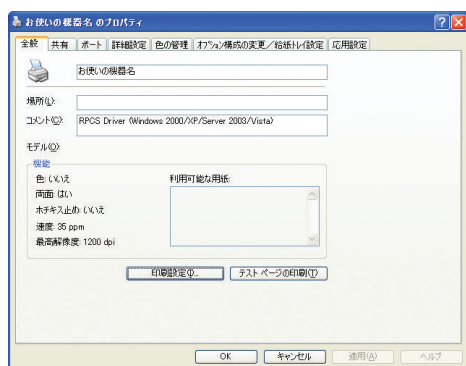 お使いの機器名 のプロパティ
全般 共有 ポート 詳細設定 色の管理 オプション構成の変更／給紙トレイ設定 応用設定
お使いの機器名
場所(L):
コメント(C): RPCS Driver (Windows 2000/XP/Server 2003/Vista)
モデル(O):
機能
色: いいえ 利用可能な用紙:
両面: はい
ホチキス止め: いいえ
速度: 35 ppm
最高解像度: 1200 dpi
印刷設定(I)... テスト ページの印刷(T)
OK キャンセル 適用(A) ヘルプ